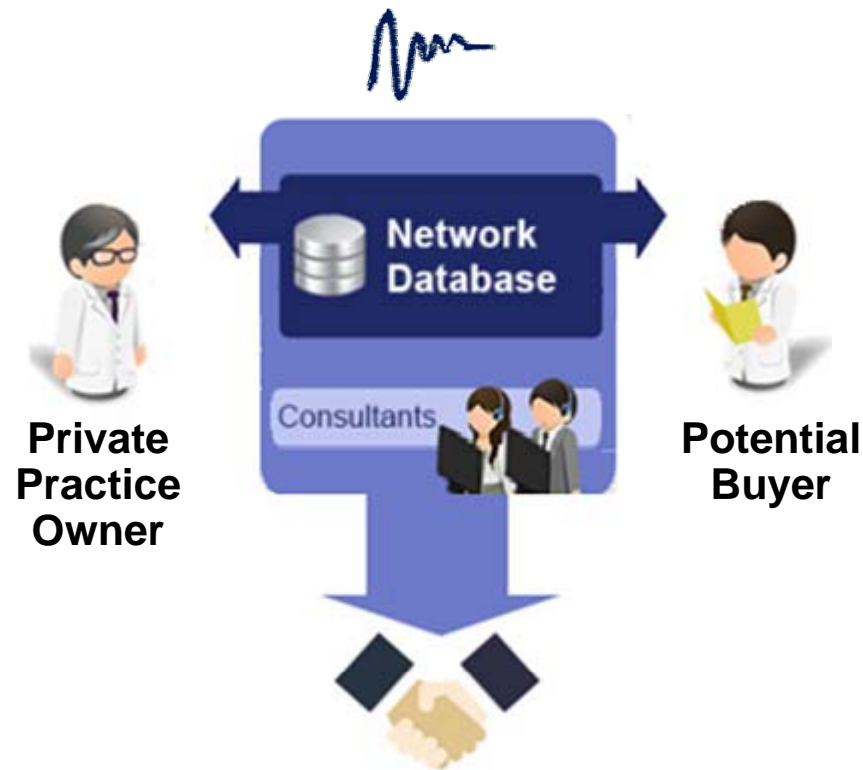 Network
Database
Consultants
Private
Practice
Owner
Potential
Buyer